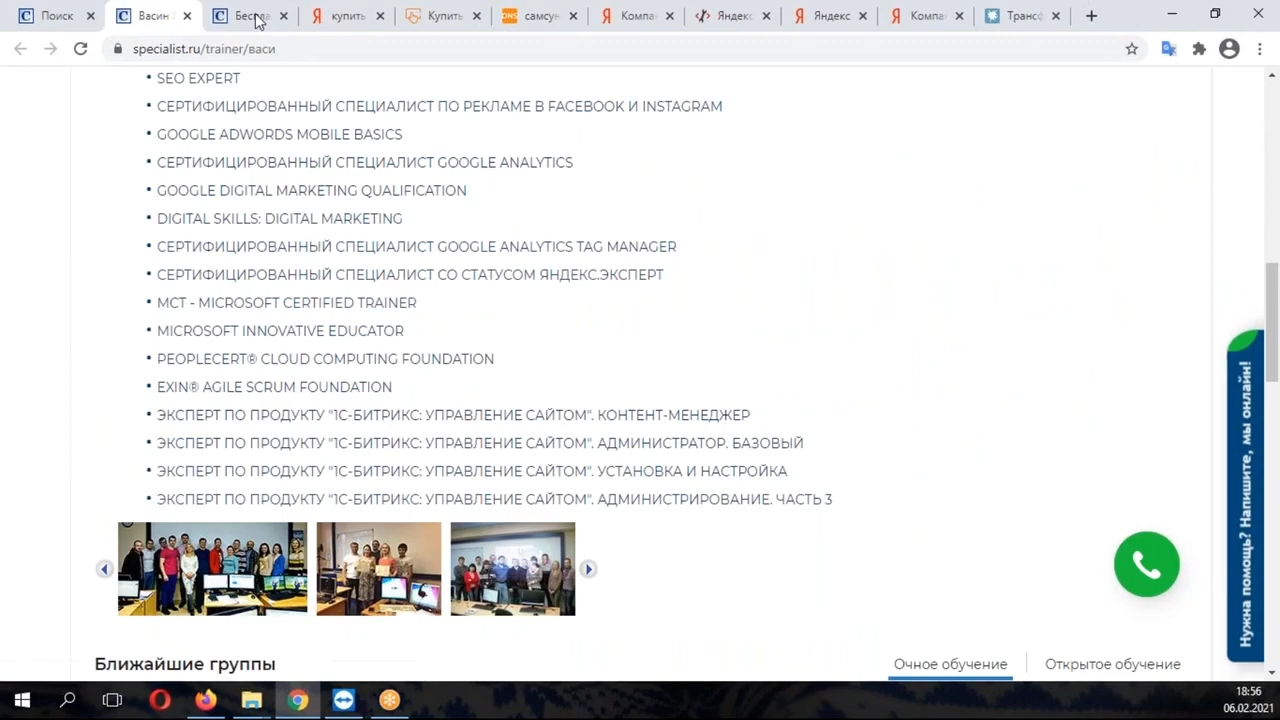 Поиск
Васин
Бес
купить
Купить
DNS
самсун
Компа
Яндекс
Яндекс
Компа
Трансф
specialist.ru/trainer/васи
SEO EXPERT
СЕРТИФИЦИРОВАННЫЙ СПЕЦИАЛИСТ ПО РЕКЛАМЕ В FACEBOOK И INSTAGRAM
GOOGLE ADWORDS MOBILE BASICS
СЕРТИФИЦИРОВАННЫЙ СПЕЦИАЛИСТ GOOGLE ANALYTICS
GOOGLE DIGITAL MARKETING QUALIFICATION
DIGITAL SKILLS: DIGITAL MARKETING
СЕРТИФИЦИРОВАННЫЙ СПЕЦИАЛИСТ GOOGLE ANALYTICS TAG MANAGER
СЕРТИФИЦИРОВАННЫЙ СПЕЦИАЛИСТ СО СТАТУСОМ ЯНДЕКС.ЭКСПЕРТ
MCT - MICROSOFT CERTIFIED TRAINER
MICROSOFT INNOVATIVE EDUCATOR
PEOPLECERT® CLOUD COMPUTING FOUNDATION
EXIN® AGILE SCRUM FOUNDATION
ЭКСПЕРТ ПО ПРОДУКТУ "1С-БИТРИКС: УПРАВЛЕНИЕ САЙТОМ". КОНТЕНТ-МЕНЕДЖЕР
ЭКСПЕРТ ПО ПРОДУКТУ "1С-БИТРИКС: УПРАВЛЕНИЕ САЙТОМ". АДМИНИСТРАТОР. БАЗОВЫЙ
ЭКСПЕРТ ПО ПРОДУКТУ "1С-БИТРИКС: УПРАВЛЕНИЕ САЙТОМ". УСТАНОВКА И НАСТРОЙКА
ЭКСПЕРТ ПО ПРОДУКТУ "1С-БИТРИКС: УПРАВЛЕНИЕ САЙТОМ". АДМИНИСТРИРОВАНИЕ. ЧАСТЬ 3
Нужна помощь? Напишите, мы онлайн!
Ближайшие группы
Очное обучение
Открытое обучение
18:56
06.02.2021